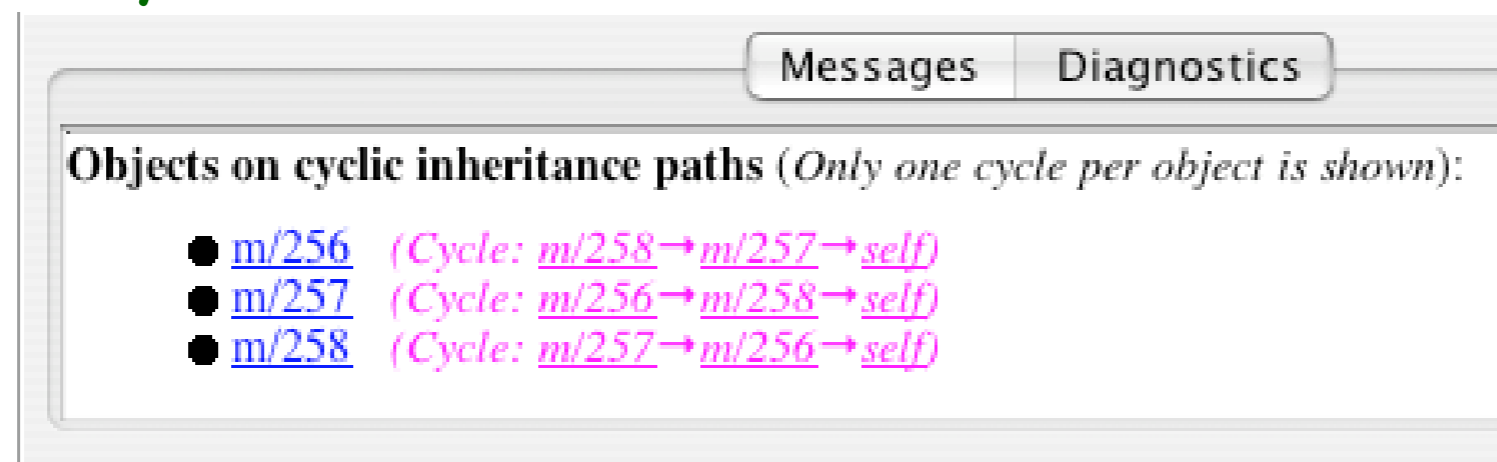 Messages Diagnostics
Objects on cyclic inheritance paths (Only one cycle per object is shown):
● m/256 (Cycle: m/258→m/257→self)
● m/257 (Cycle: m/256→m/258→self)
● m/258 (Cycle: m/257→m/256→self)